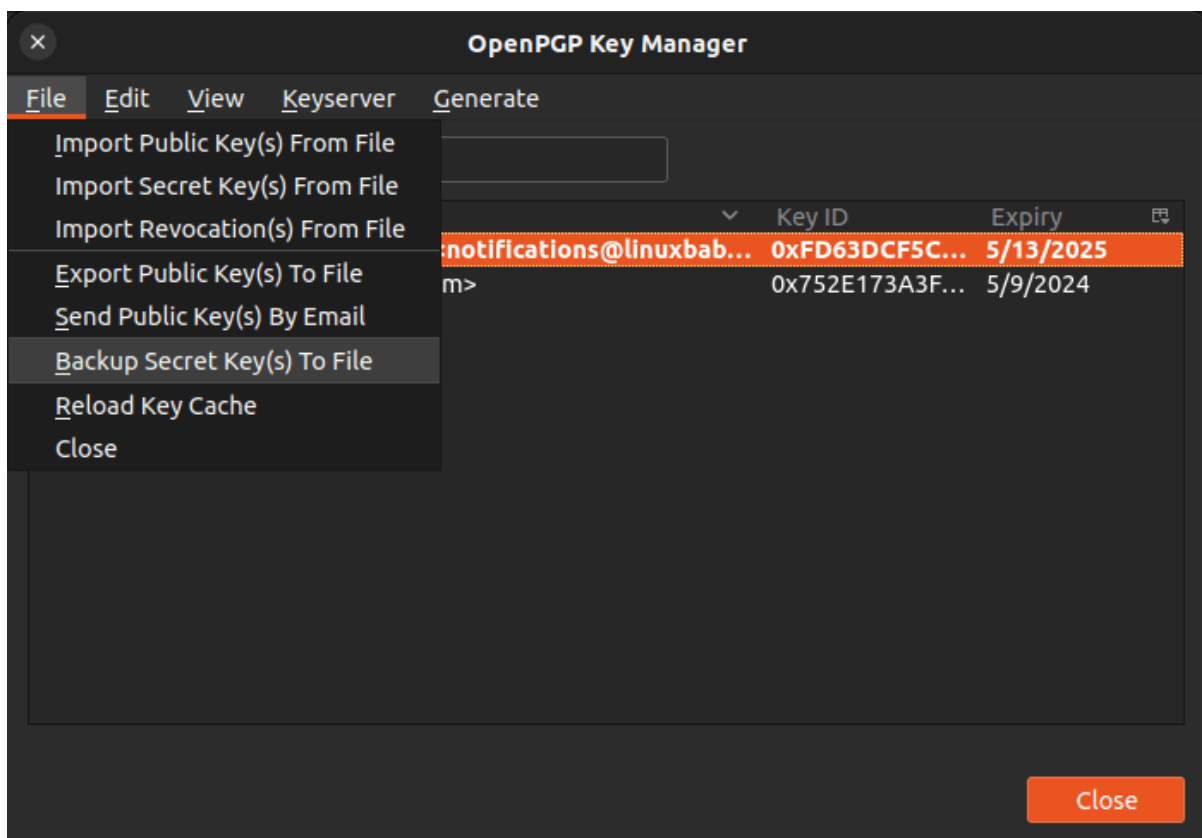 OpenPGP Key Manager
File Edit View Keyserver Generate
Import Public Key(s) From File
Import Secret Key(s) From File
Import Revocation(s) From File
Export Public Key(s) To File
Send Public Key(s) By Email
Backup Secret Key(s) To File
Reload Key Cache
Close
Key ID Expiry
notifications@linuxbab... 0xFD63DCF5C... 5/13/2025
m> 0x752E173A3F... 5/9/2024
Close